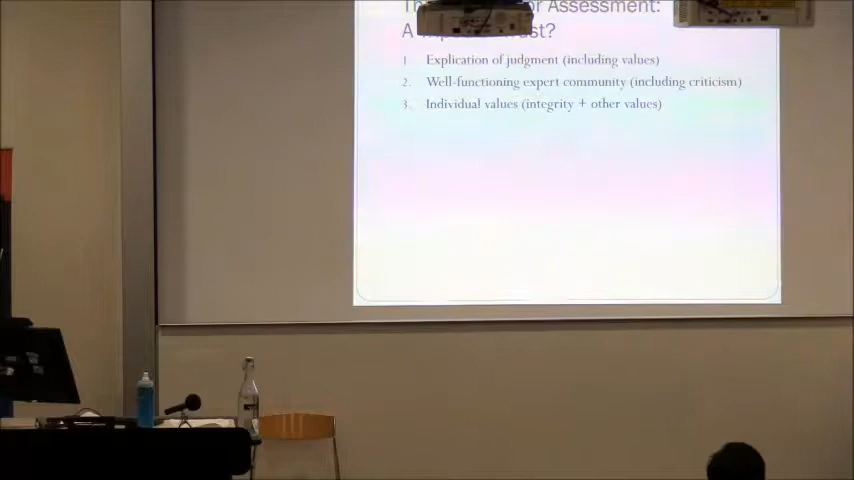 or Assessment:
A
1. Explication of judgment (including values)
2. Well-functioning expert community (including criticism)
3. Individual values (integrity + other values)